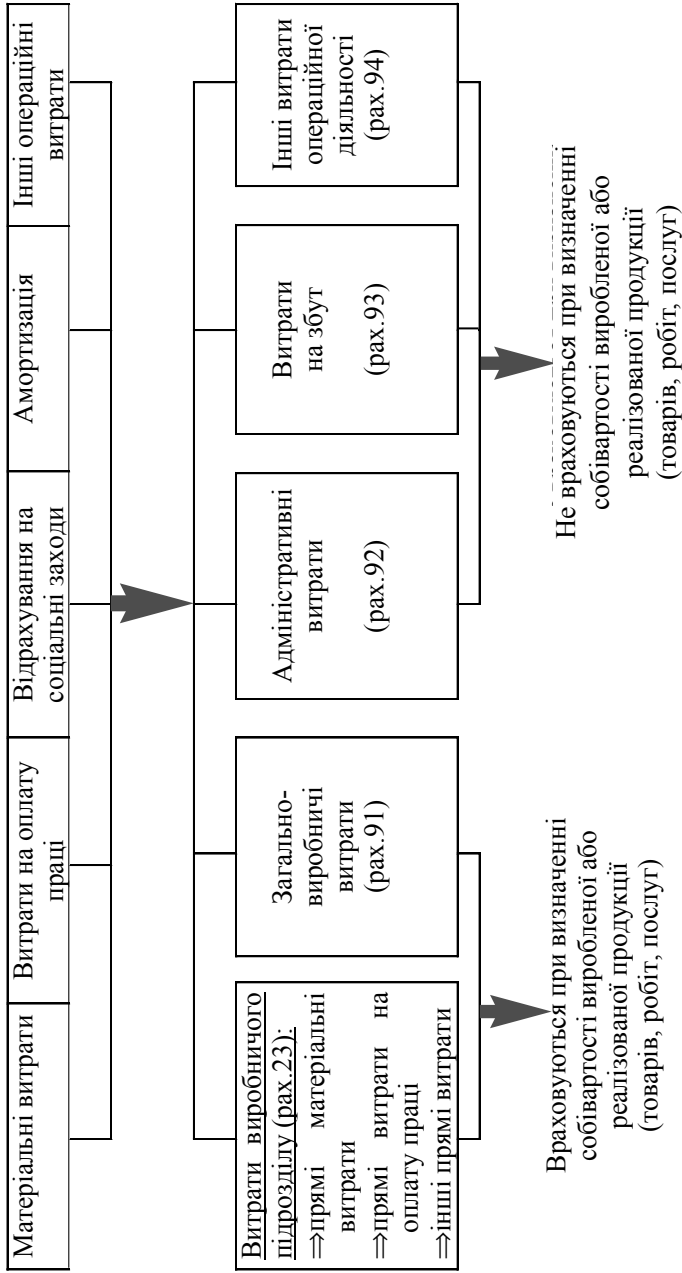 Матеріальні витрати
Витрати на оплату
праці
Відрахування на
соціальні заходи
Амортизація
Інші операційні
витрати
Витрати виробничого
підрозділу (рах.23):
⇒прямі матеріальні
витрати
⇒прямі витрати на
оплату праці
⇒інші прямі витрати
Загально-
виробничі
витрати
(рах.91)
Адміністративні
витрати
(рах.92)
Витрати
на збут
(рах.93)
Інші витрати
операційної
діяльності
(рах.94)
Враховуються при визначенні
собівартості виробленої або
реалізованої продукції
(товарів, робіт, послуг)
Не враховуються при визначенні
собівартості виробленої або
реалізованої продукції
(товарів, робіт, послуг)